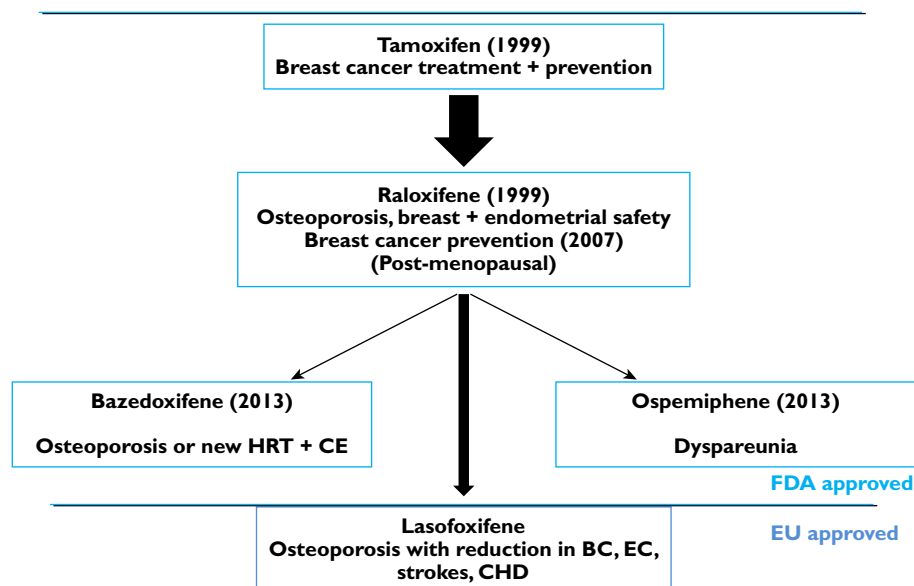 Tamoxifen (1999)
Breast cancer treatment + prevention
Raloxifene (1999)
Osteoporosis, breast + endometrial safety
Breast cancer prevention (2007)
(Post-menopausal)
Bazedoxifene (2013)
Osteoporosis or new HRT + CE
Ospemiphene (2013)
Dyspareunia
FDA approved
EU approved
Lasofoxifene
Osteoporosis with reduction in BC, EC,
strokes, CHD